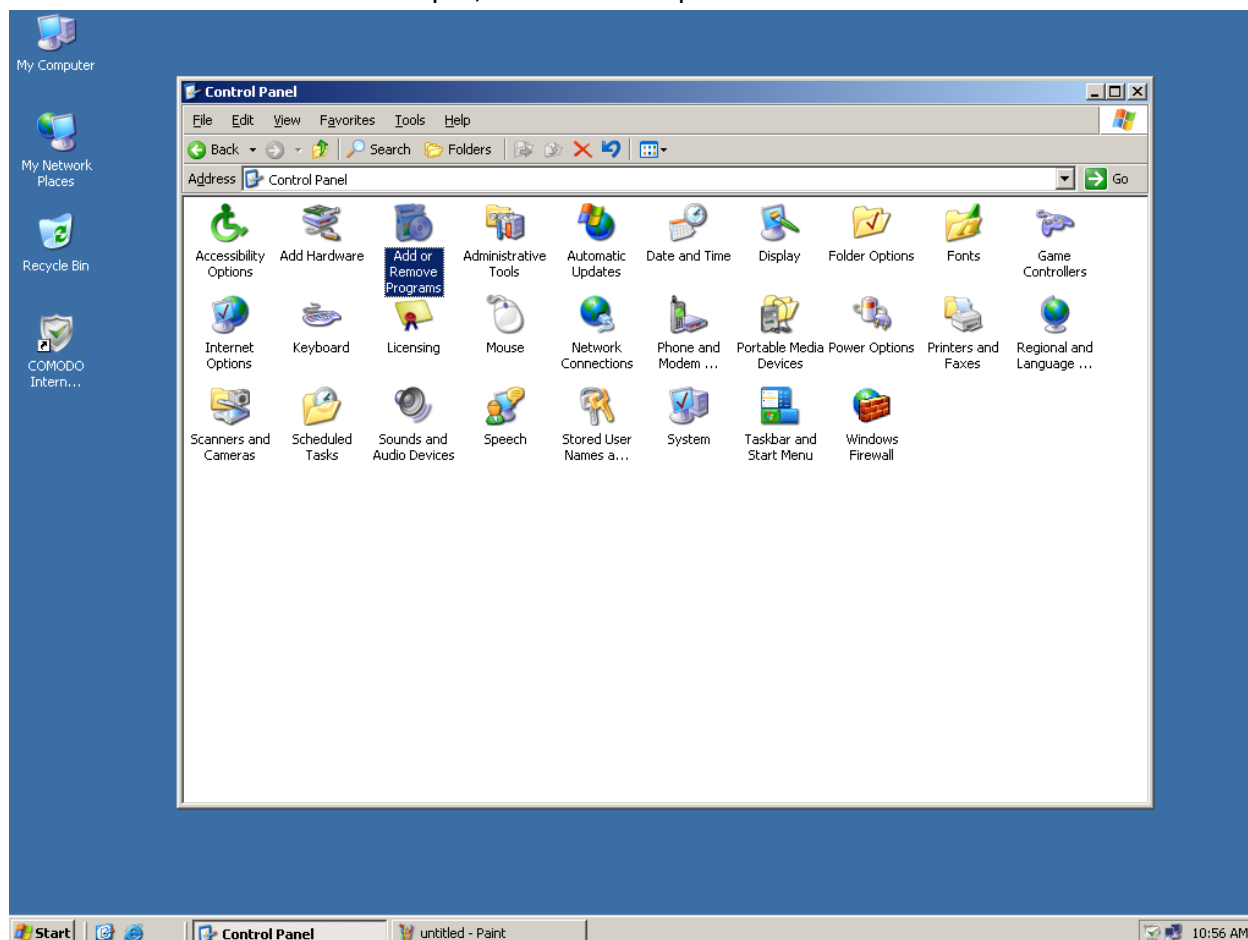 My Computer
My Network
Places
Recycle Bin
COMODO
Intern...
Control Panel
File Edit View Favorites Tools Help
Back Search Folders
Address Control Panel Go
Accessibility
Options
Add Hardware
Add or
Remove
Programs
Administrative
Tools
Automatic
Updates
Date and Time
Display
Folder Options
Fonts
Game
Controllers
Internet
Options
Keyboard
Licensing
Mouse
Network
Connections
Phone and
Modem ...
Portable Media
Devices
Power Options
Printers and
Faxes
Regional and
Language ...
Scanners and
Cameras
Scheduled
Tasks
Sounds and
Audio Devices
Speech
Stored User
Names a...
System
Taskbar and
Start Menu
Windows
Firewall
Start Control Panel untitled - Paint 10:56 AM